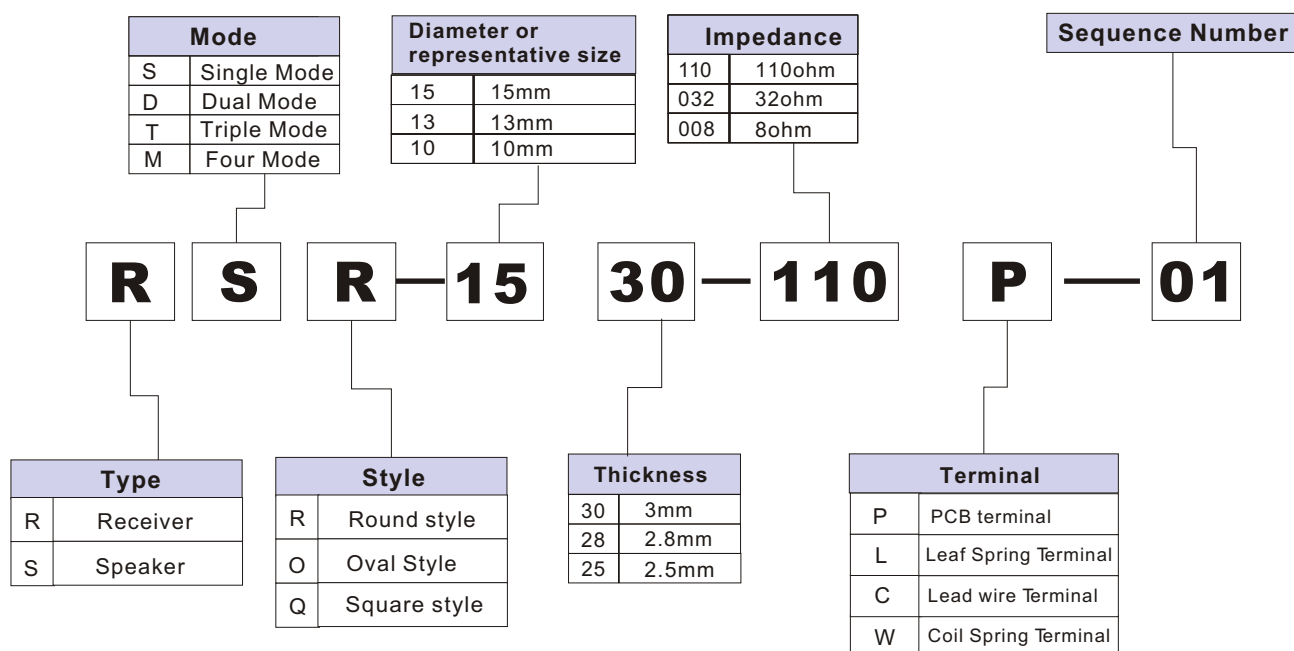 Mode
S Single Mode
D Dual Mode
T Triple Mode
M Four Mode
Diameter or
representative size
15 15mm
13 13mm
10 10mm
Impedance
110 110ohm
032 32ohm
008 8ohm
Sequence Number
R S R — 15 30 — 110 P — 01
Type
R Receiver
S Speaker
Style
R Round style
O Oval Style
Q Square style
Thickness
30 3mm
28 2.8mm
25 2.5mm
Terminal
P PCB terminal
L Leaf Spring Terminal
C Lead wire Terminal
W Coil Spring Terminal